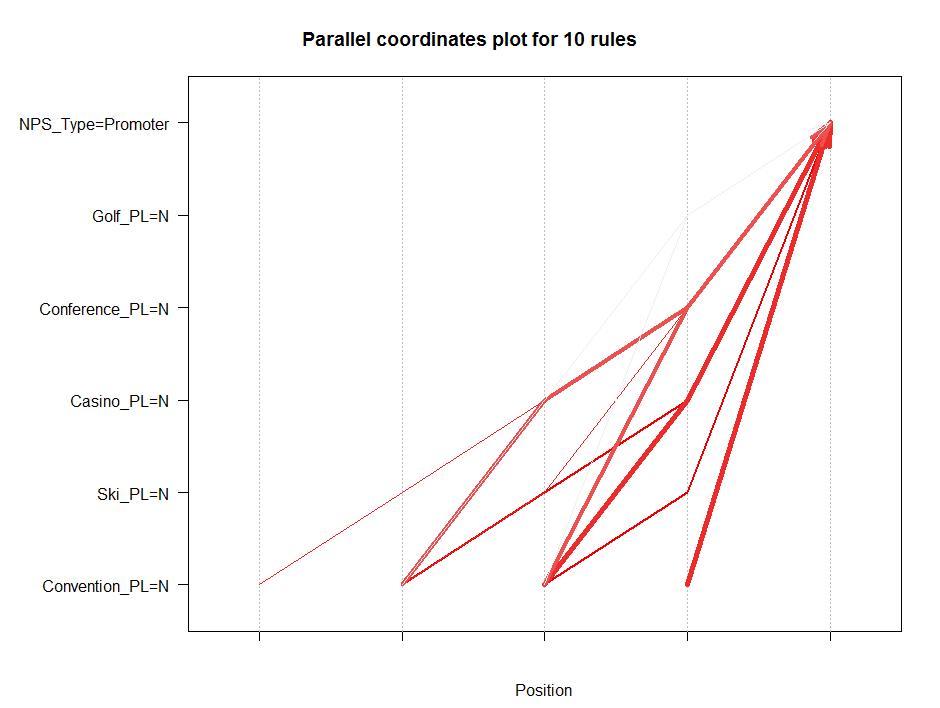 Parallel coordinates plot for 10 rules
NPS_Type=Promoter
Golf_PL=N
Conference_PL=N
Casino_PL=N
Ski_PL=N
Convention_PL=N
Position